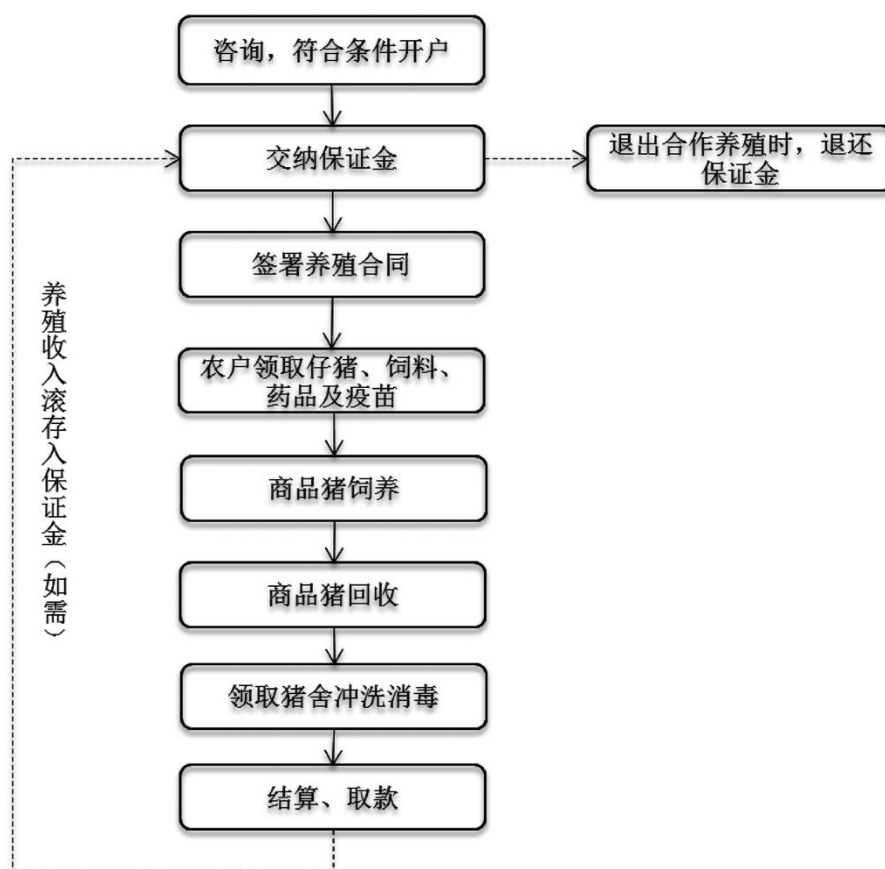 咨询，符合条件开户
交纳保证金
退出合作养殖时，退还
保证金
签署养殖合同
农户领取仔猪、饲料、
药品及疫苗
商品猪饲养
商品猪回收
领取猪舍冲洗消毒
结算、取款
养殖收入滚存入保证金（如需）